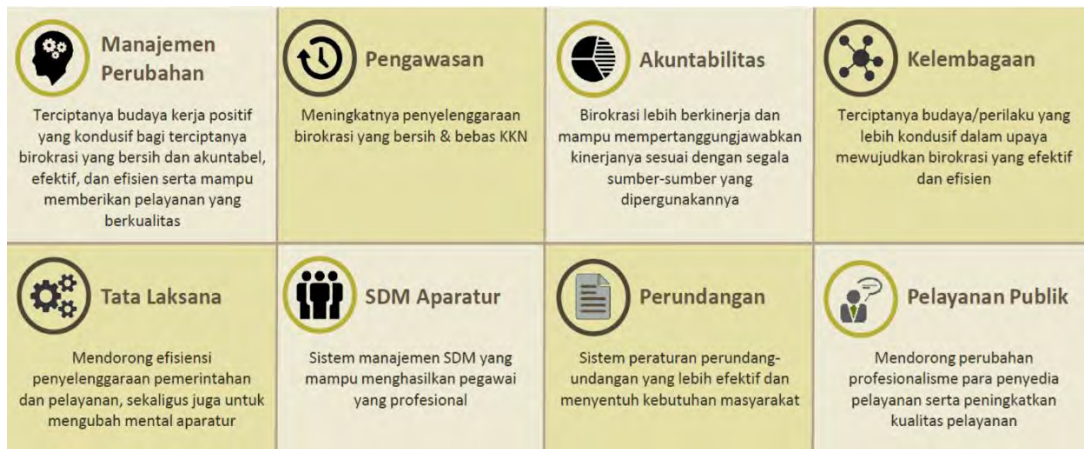 Manajemen
Perubahan
Terciptanya budaya kerja positif
yang kondusif bagi terciptanya
birokrasi yang bersih dan akuntabel,
efektif, dan efisien serta mampu
memberikan pelayanan yang
berkualitas
Pengawasan
Meningkatnya penyelenggaraan
birokrasi yang bersih & bebas KKN
Akuntabilitas
Birokrasi lebih berkinerja dan
mampu mempertanggungjawabkan
kinerjanya sesuai dengan segala
sumber-sumber yang
dipergunakannya
Kelembagaan
Terciptanya budaya/perilaku yang
lebih kondusif dalam upaya
mewujudkan birokrasi yang efektif
dan efisien
Tata Laksana
Mendorong efisiensi
penyelenggaraan pemerintahan
dan pelayanan, sekaligus juga untuk
mengubah mental aparatur
SDM Aparatur
Sistem manajemen SDM yang
mampu menghasilkan pegawai
yang profesional
Perundangan
Sistem peraturan perundang-
undangan yang lebih efektif dan
menyentuh kebutuhan masyarakat
Pelayanan Publik
Mendorong perubahan
profesionalisme para penyedia
pelayanan serta peningkatkan
kualitas pelayanan